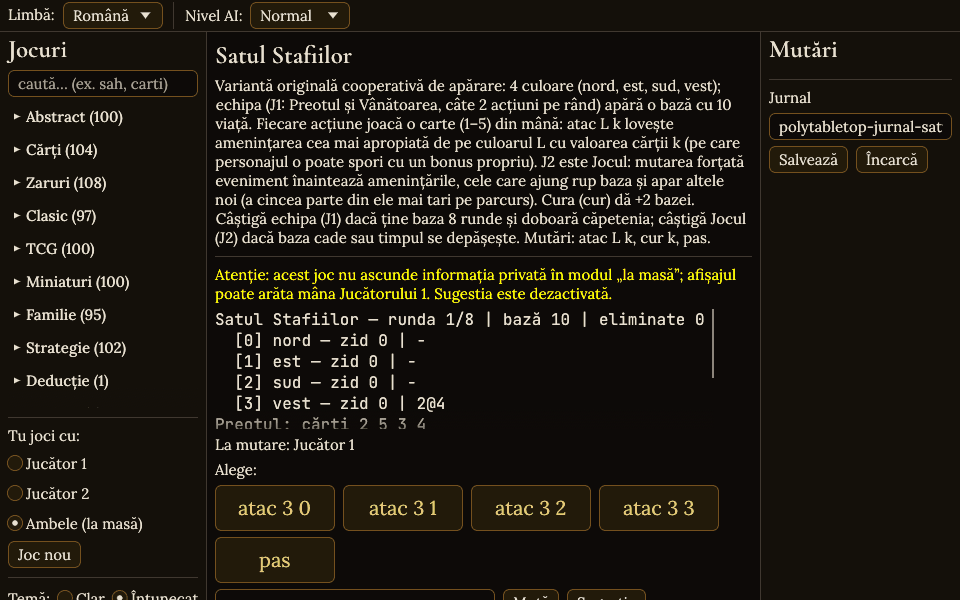 Limbă: Română Nivel AI: Normal
Jocuri
caută... (ex. sah, carti)
Abstract (100)
Cărți (104)
Zaruri (108)
Clasic (97)
TCG (100)
Miniaturi (100)
Familie (95)
Strategie (102)
Deducție (1)
Tu joci cu:
Jucător 1
Jucător 2
Ambele (la masă)
Joc nou
Temă: Clar Întunecat
Satul Stafiilor
Variantă originală cooperativă de apărare: 4 culoare (nord, est, sud, vest);
echipa (J1: Preotul și Vânătoarea, câte 2 acțiuni pe rând) apără o bază cu 10
viață. Fiecare acțiune joacă o carte (1–5) din mână: atac L k lovește
amenințarea cea mai apropiată de pe culoarul L cu valoarea cărții k (pe care
personajul o poate spori cu un bonus propriu). J2 este Jocul: mutarea forțată
eveniment înaintează amenințările, cele care ajung rup baza și apar altele
noi (a cincea parte din ele mai tari pe parcurs). Cura (cur) dă +2 bazei.
Câștigă echipa (J1) dacă ține baza 8 runde și doboară căpetenia; câștigă Jocul
(J2) dacă baza cade sau timpul se depășește. Mutări: atac L k, cur k, pas.
Atenție: acest joc nu ascunde informația privată în modul „la masă”; afișajul
poate arăta mâna Jucătorului 1. Sugestia este dezactivată.
Satul Stafiilor — runda 1/8 | bază 10 | eliminate 0
[0] nord — zid 0 | -
[1] est — zid 0 | -
[2] sud — zid 0 | -
[3] vest — zid 0 | 2@4
Preotul: cărți 2 5 3 4
La mutare: Jucător 1
Alege:
atac 3 0 atac 3 1 atac 3 2 atac 3 3
pas
Mută Sugestie
Mutări
Jurnal
polytabletop-jurnal-sat
Salvează Încarcă